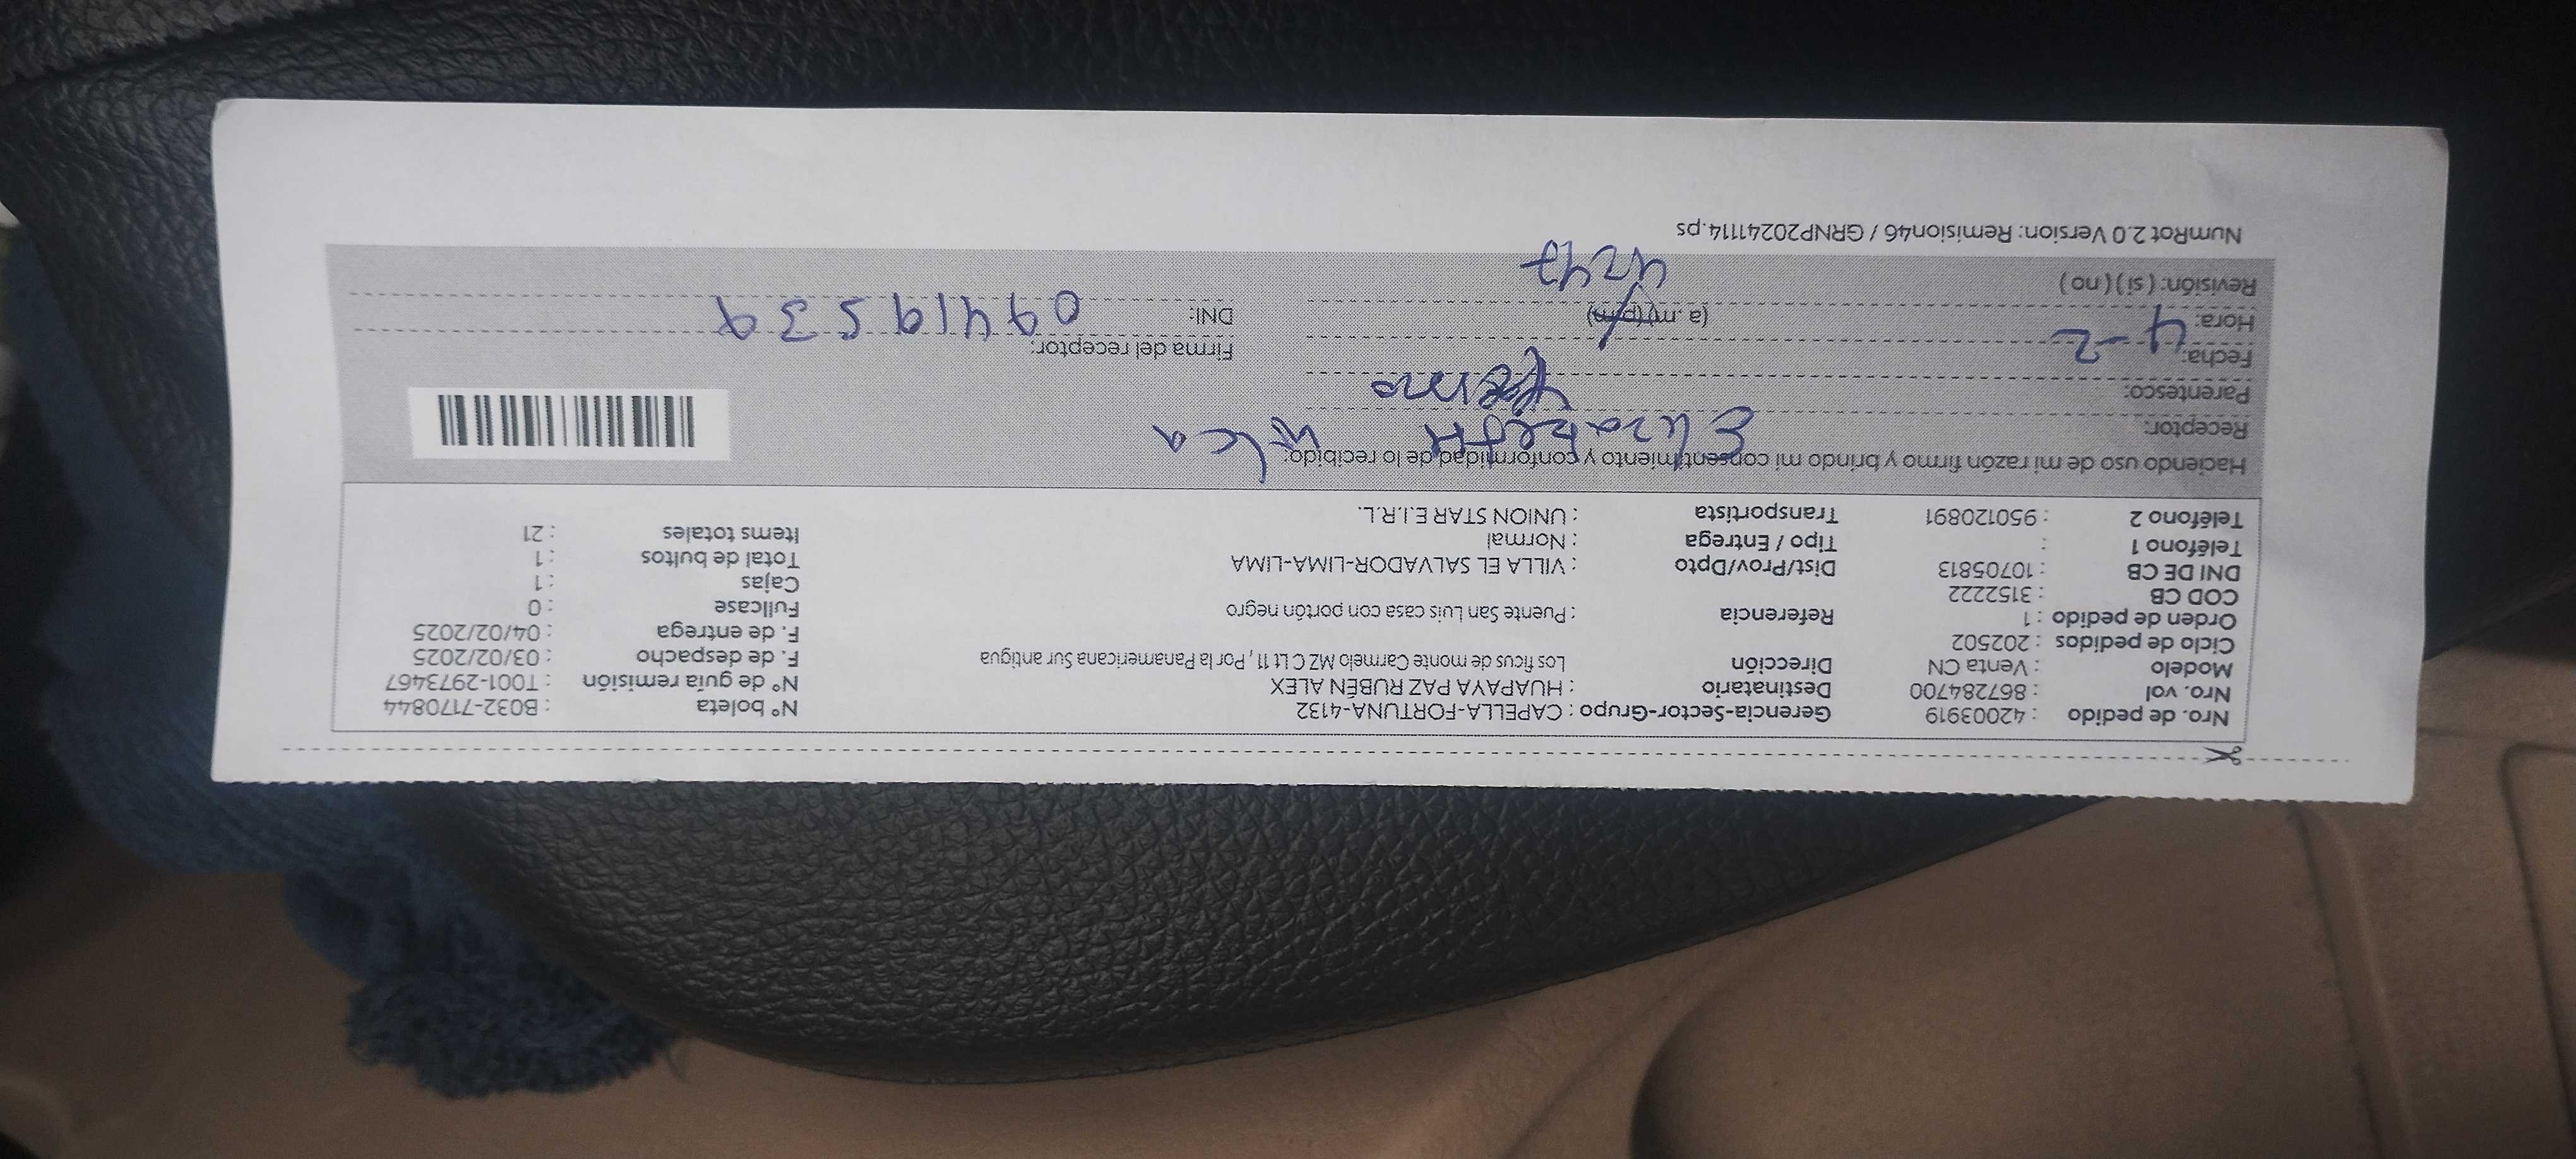 Nro. de pedido : 42003919 Gerencia-Sector-Grupo : CAPELLA-FORTUNA-4132 N° boleta : B032-7170844
Nro. vol : 867284700 Destinatario : HUAPAYA PAZ RUBÉN ALEX N° de guía remisión : T001-2973467
Modelo : Venta CN Dirección Los ficus de monte Carmelo MZ C Lt 11, Por la Panamericana Sur antigua F. de despacho : 03/02/2025
Ciclo de pedidos : 202502 F. de entrega : 04/02/2025
Orden de pedido : 1 Referencia : Puente San Luis casa con portón negro Fullcase : 0
COD CB : 3152222 Cajas : 1
DNI DE CB : 10705813 Dist/Prov/Dpto : VILLA EL SALVADOR-LIMA-LIMA Total de bultos : 1
Teléfono 1 : Tipo / Entrega : Normal Items totales : 21
Teléfono 2 : 950120891 Transportista : UNION STAR E.I.R.L.
Haciendo uso de mi razón firmo y brindo mi consentimiento y conformidad de lo recibido:
Receptor: Elizabeth
Parentesco:
Fecha: 4-2 Firma del receptor:
Hora: (a. m) (p. m) DNI: 09419539
Revisión: ( si ) ( no )
NumRot 2.0 Version: Remision46 / GRNP20241114.ps